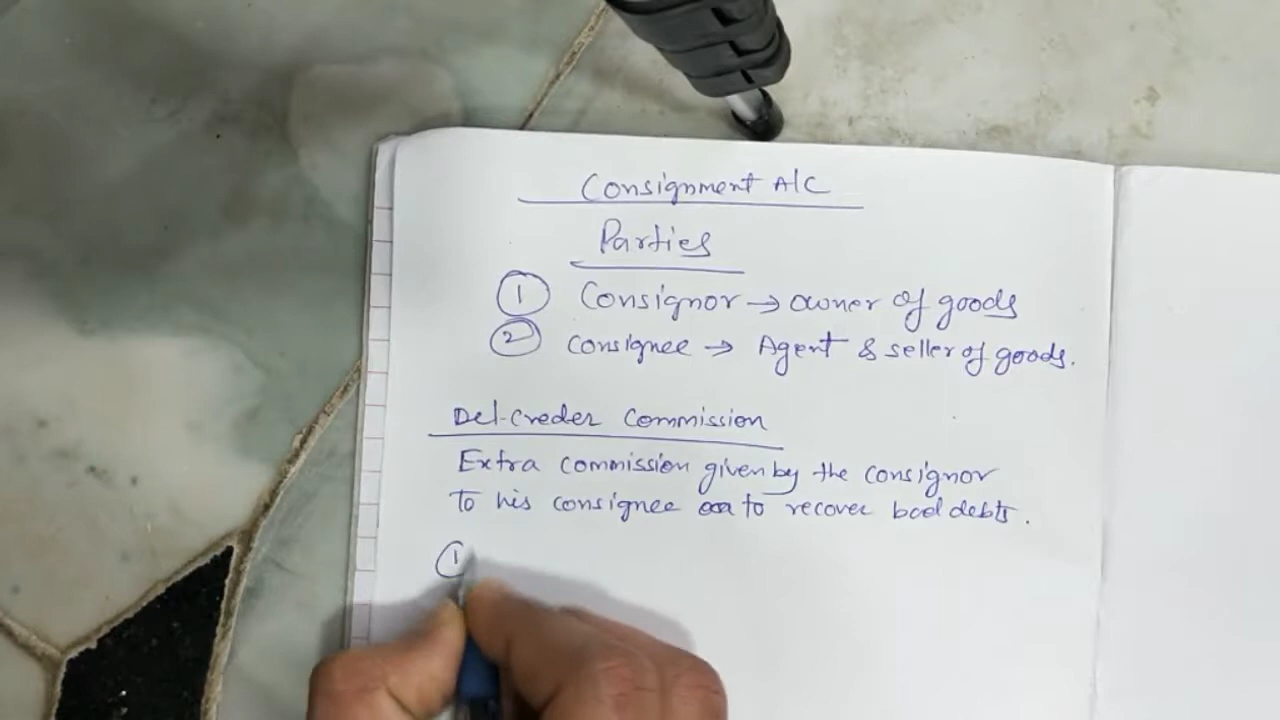 Consignment A/C
Parties
① Consignor → owner of goods
② Consignee → Agent & seller of goods.
Del-Creder Commission
Extra commission given by the consignor
To his consignee to recover bad debts.
①